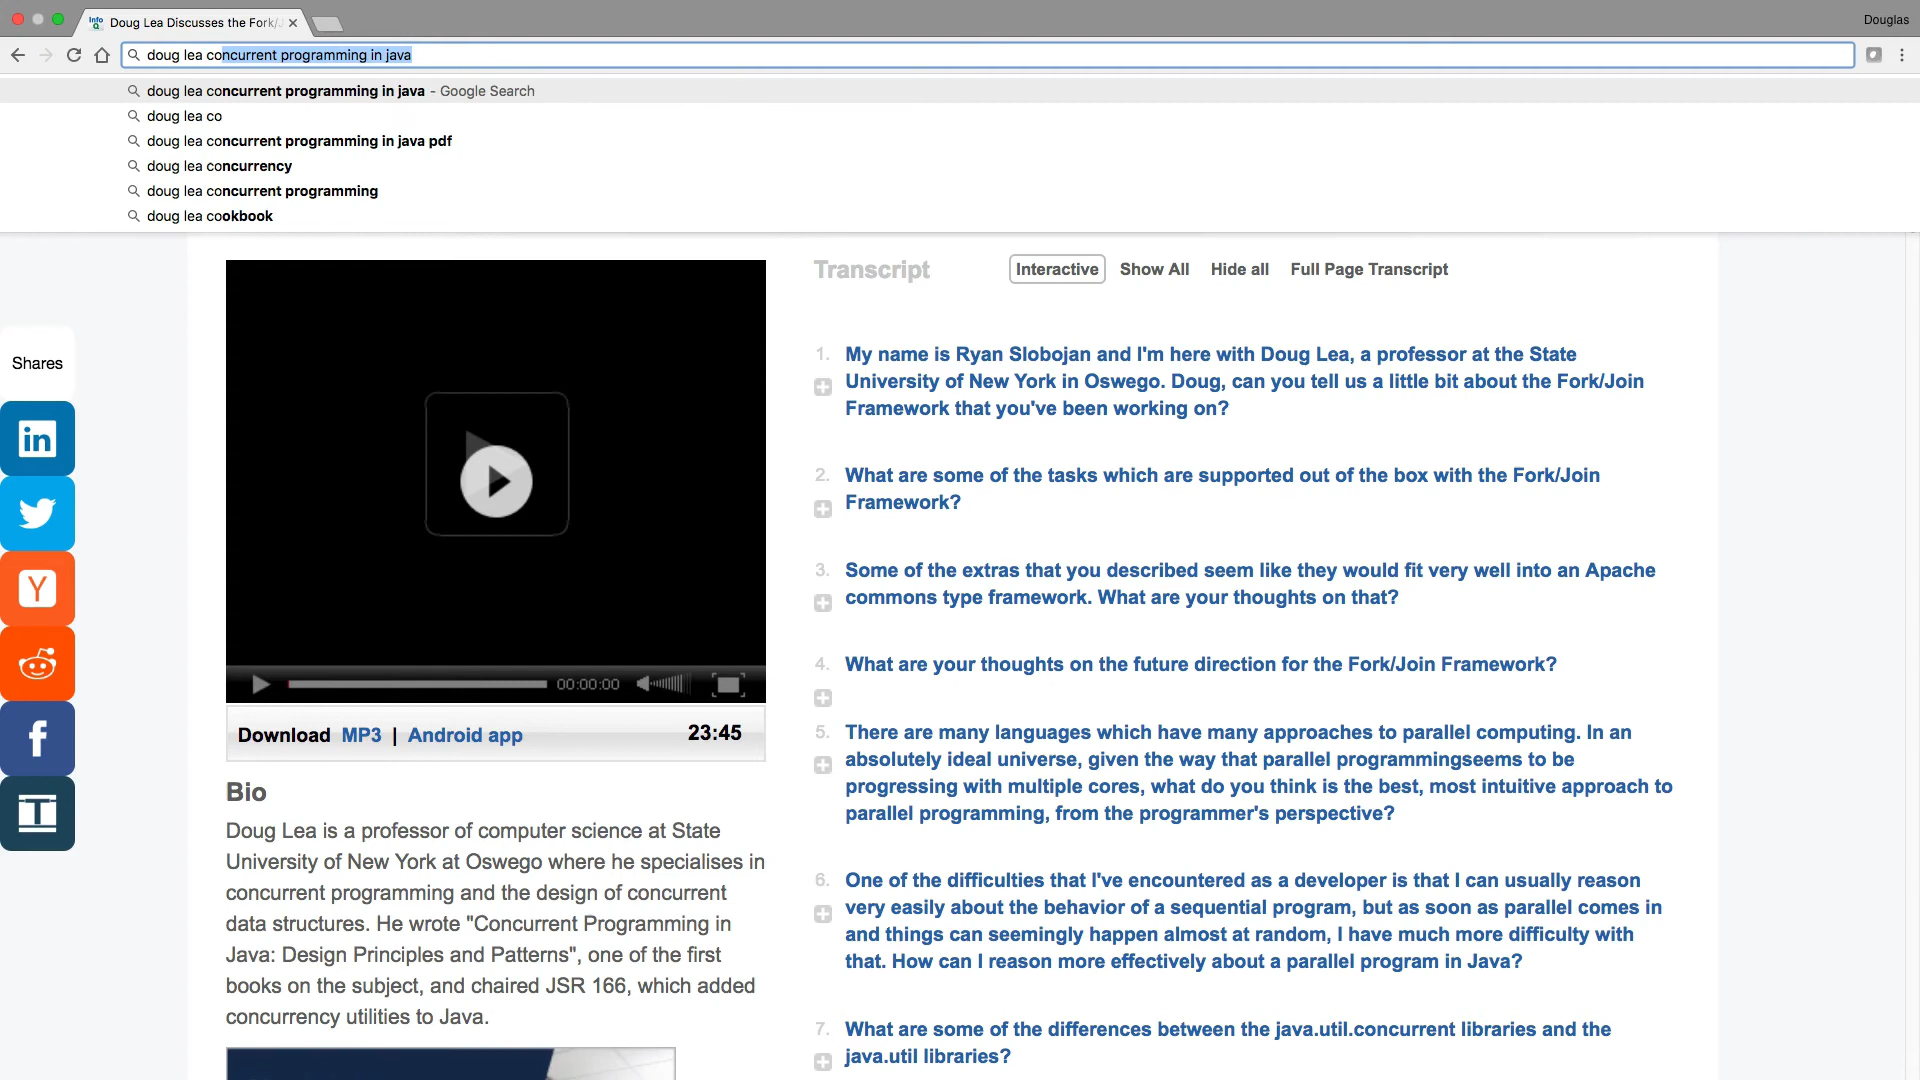 Info
Q
Doug Lea Discusses the Fork/J
Douglas
doug lea concurrent programming in java
doug lea concurrent programming in java - Google Search
doug lea co
doug lea concurrent programming in java pdf
doug lea concurrency
doug lea concurrent programming
doug lea cookbook
Shares
in
Y
f
T
00:00:00
Download MP3 | Android app 23:45
Bio
Doug Lea is a professor of computer science at State
University of New York at Oswego where he specialises in
concurrent programming and the design of concurrent
data structures. He wrote "Concurrent Programming in
Java: Design Principles and Patterns", one of the first
books on the subject, and chaired JSR 166, which added
concurrency utilities to Java.
Transcript Interactive Show All Hide all Full Page Transcript
1. My name is Ryan Slobojan and I'm here with Doug Lea, a professor at the State
University of New York in Oswego. Doug, can you tell us a little bit about the Fork/Join
Framework that you've been working on?
2. What are some of the tasks which are supported out of the box with the Fork/Join
Framework?
3. Some of the extras that you described seem like they would fit very well into an Apache
commons type framework. What are your thoughts on that?
4. What are your thoughts on the future direction for the Fork/Join Framework?
5. There are many languages which have many approaches to parallel computing. In an
absolutely ideal universe, given the way that parallel programmingseems to be
progressing with multiple cores, what do you think is the best, most intuitive approach to
parallel programming, from the programmer's perspective?
6. One of the difficulties that I've encountered as a developer is that I can usually reason
very easily about the behavior of a sequential program, but as soon as parallel comes in
and things can seemingly happen almost at random, I have much more difficulty with
that. How can I reason more effectively about a parallel program in Java?
7. What are some of the differences between the java.util.concurrent libraries and the
java.util libraries?